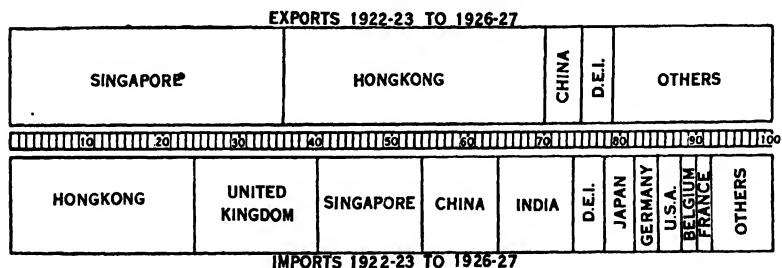 EXPORTS 1922-23 TO 1926-27
SINGAPORE
HONGKONG
CHINA
D.E.I.
OTHERS
10 20 30 40 50 60 70 80 90 100
HONGKONG
UNITED
KINGDOM
SINGAPORE
CHINA
INDIA
D.E.I.
JAPAN
GERMANY
U.S.A.
BELGIUM
FRANCE
OTHERS
IMPORTS 1922-23 TO 1926-27